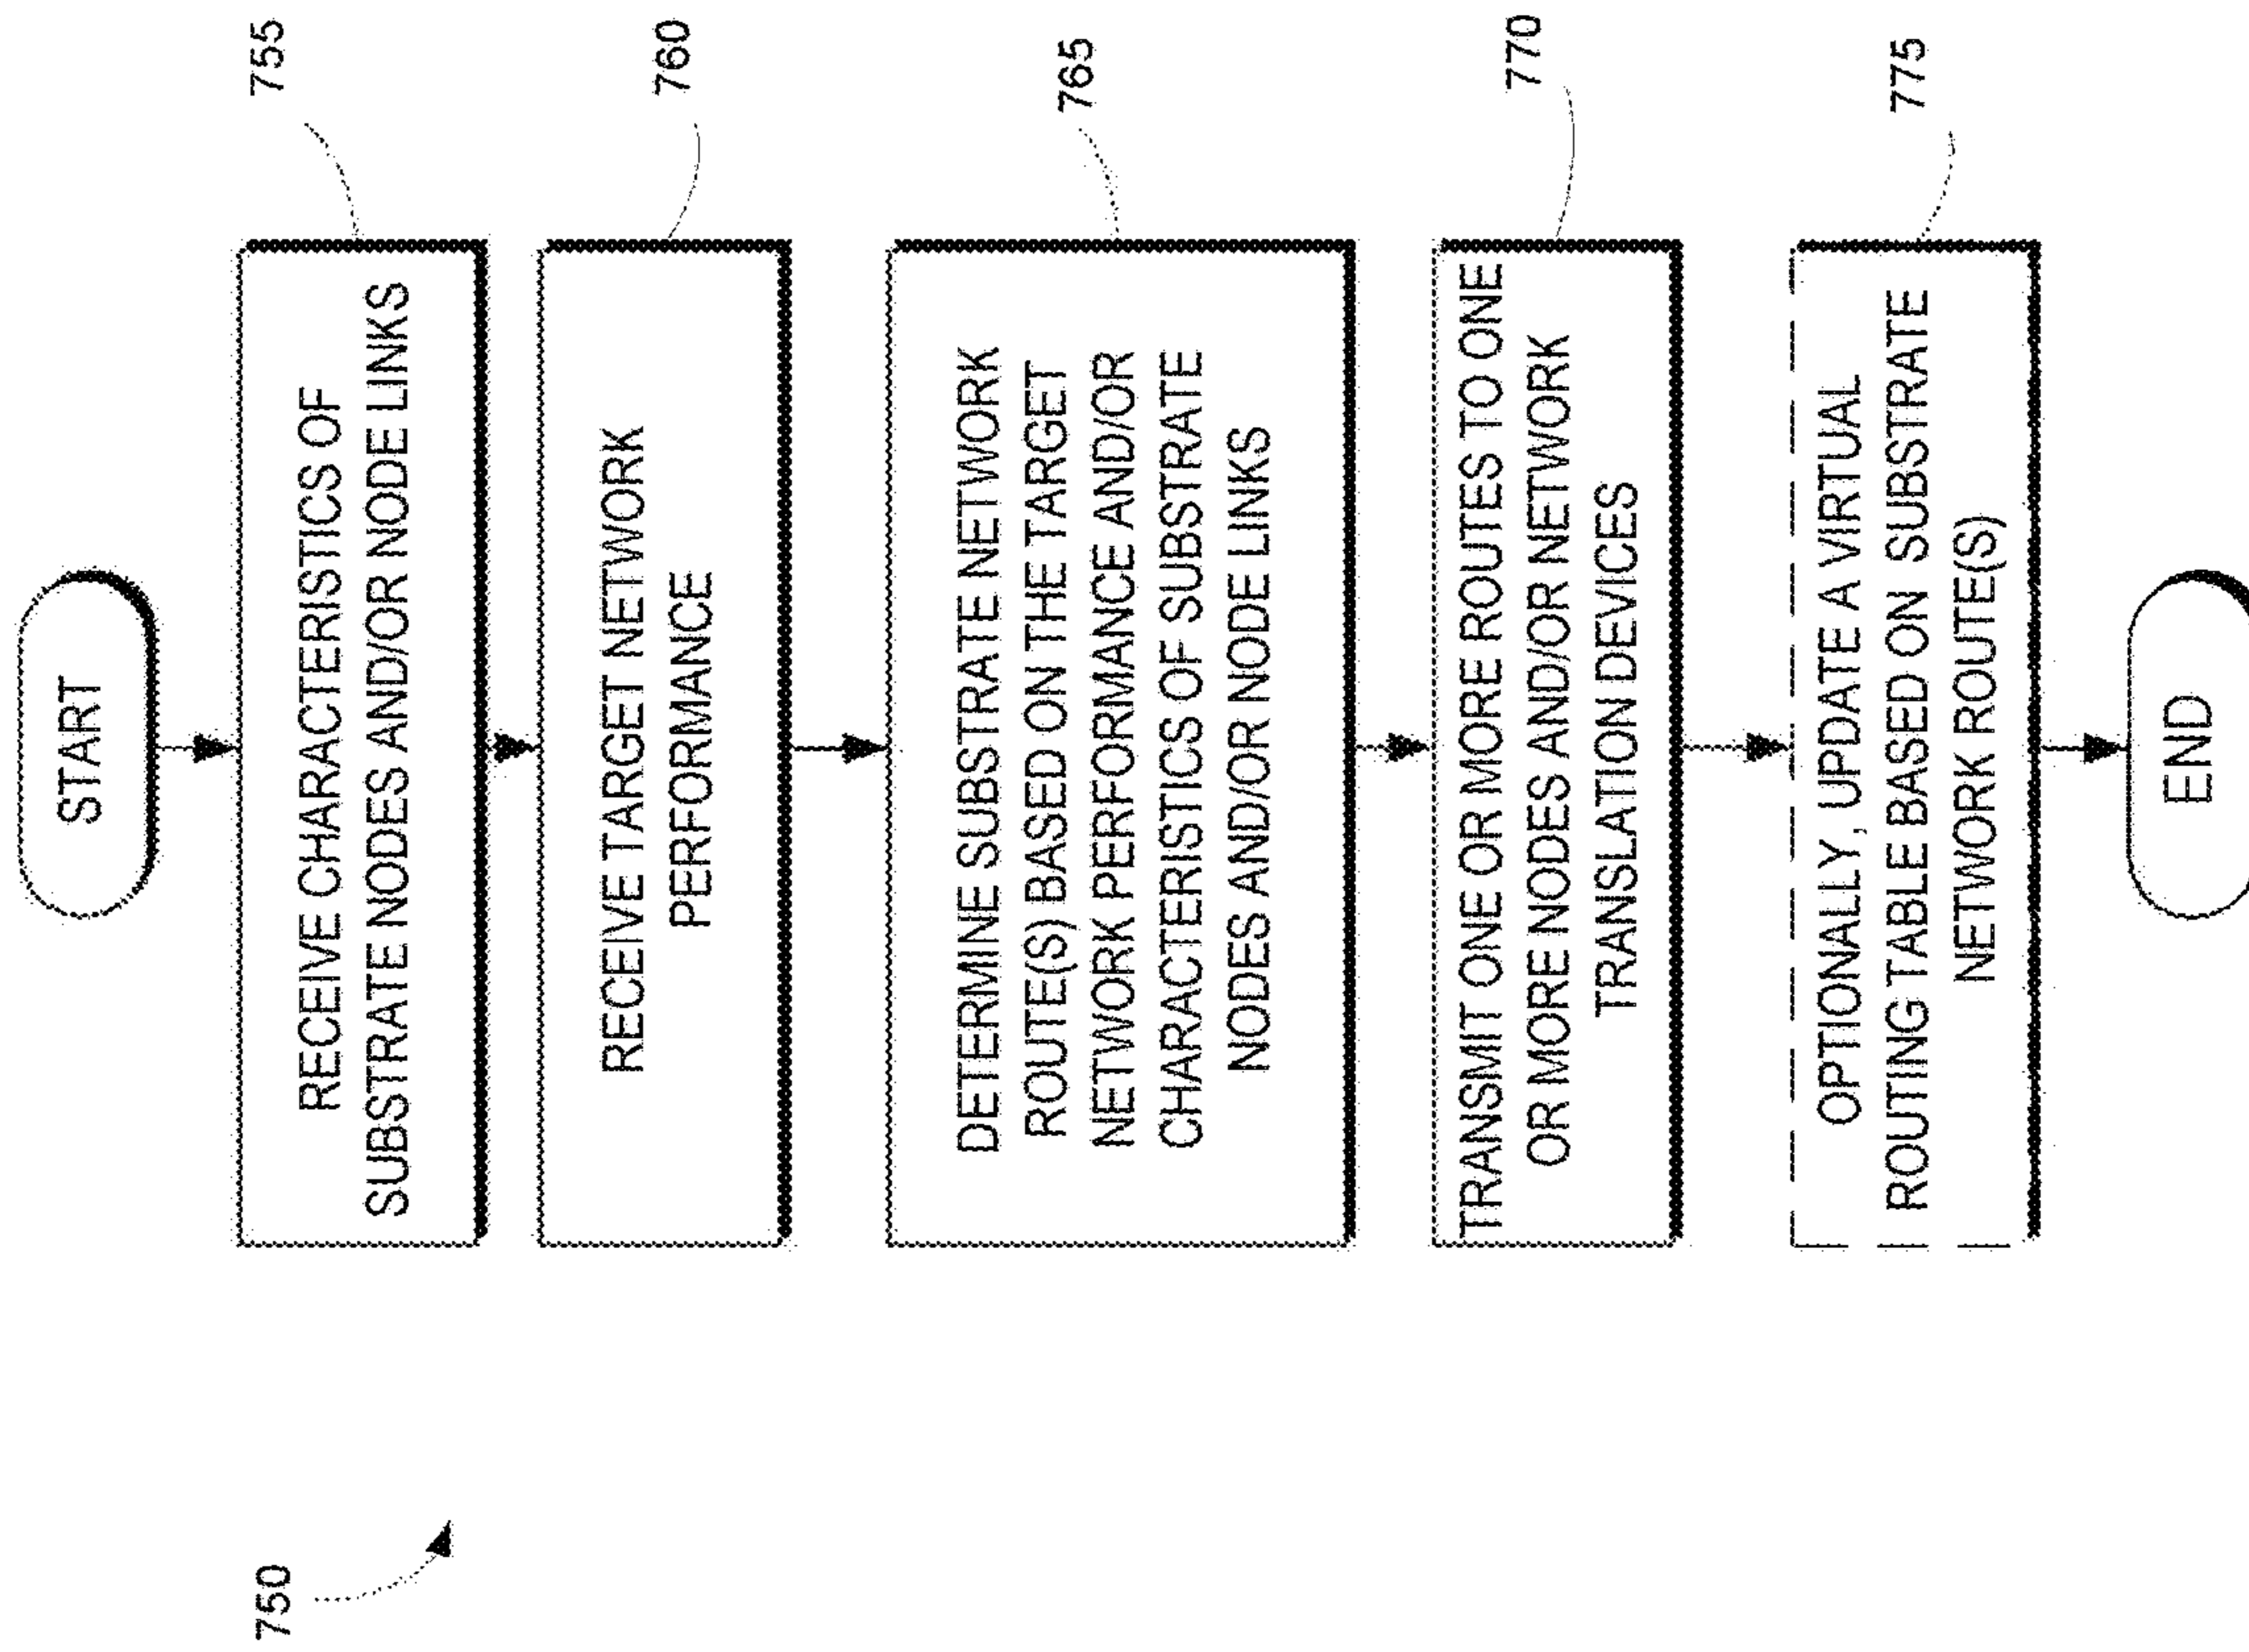 750
START
RECEIVE CHARACTERISTICS OF
SUBSTRATE NODES AND/OR NODE LINKS
755
RECEIVE TARGET NETWORK
PERFORMANCE
760
DETERMINE SUBSTRATE NETWORK
ROUTE(S) BASED ON THE TARGET
NETWORK PERFORMANCE AND/OR
CHARACTERISTICS OF SUBSTRATE
NODES AND/OR NODE LINKS
765
TRANSMIT ONE OR MORE ROUTES TO ONE
OR MORE NODES AND/OR NETWORK
TRANSLATION DEVICES
770
OPTIONALLY, UPDATE A VIRTUAL
ROUTING TABLE BASED ON SUBSTRATE
NETWORK ROUTE(S)
775
END